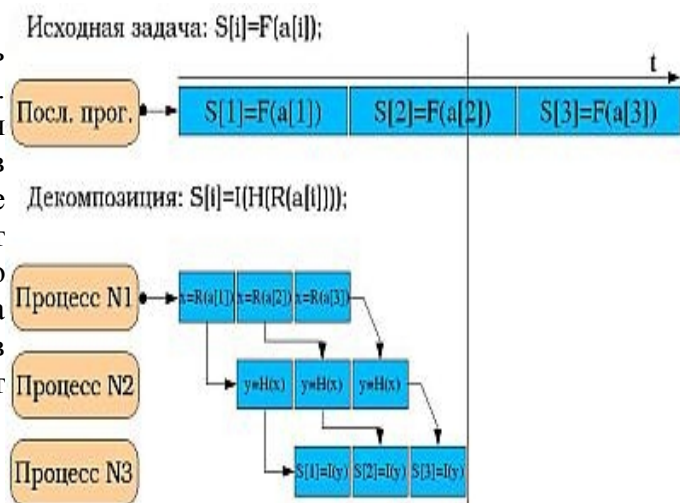 Исходная задача: S[i]=F(a[i]);
t
Посл. прог.
S[1]=F(a[1]) S[2]=F(a[2]) S[3]=F(a[3])
Декомпозиция: S[i]=I(H(R(a[i])));
Процесс N1
x=R(a[1]) x=R(a[2]) x=R(a[3])
Процесс N2
y=H(x) y=H(x) y=H(x)
Процесс N3
S[1]=I(y) S[2]=I(y) S[3]=I(y)